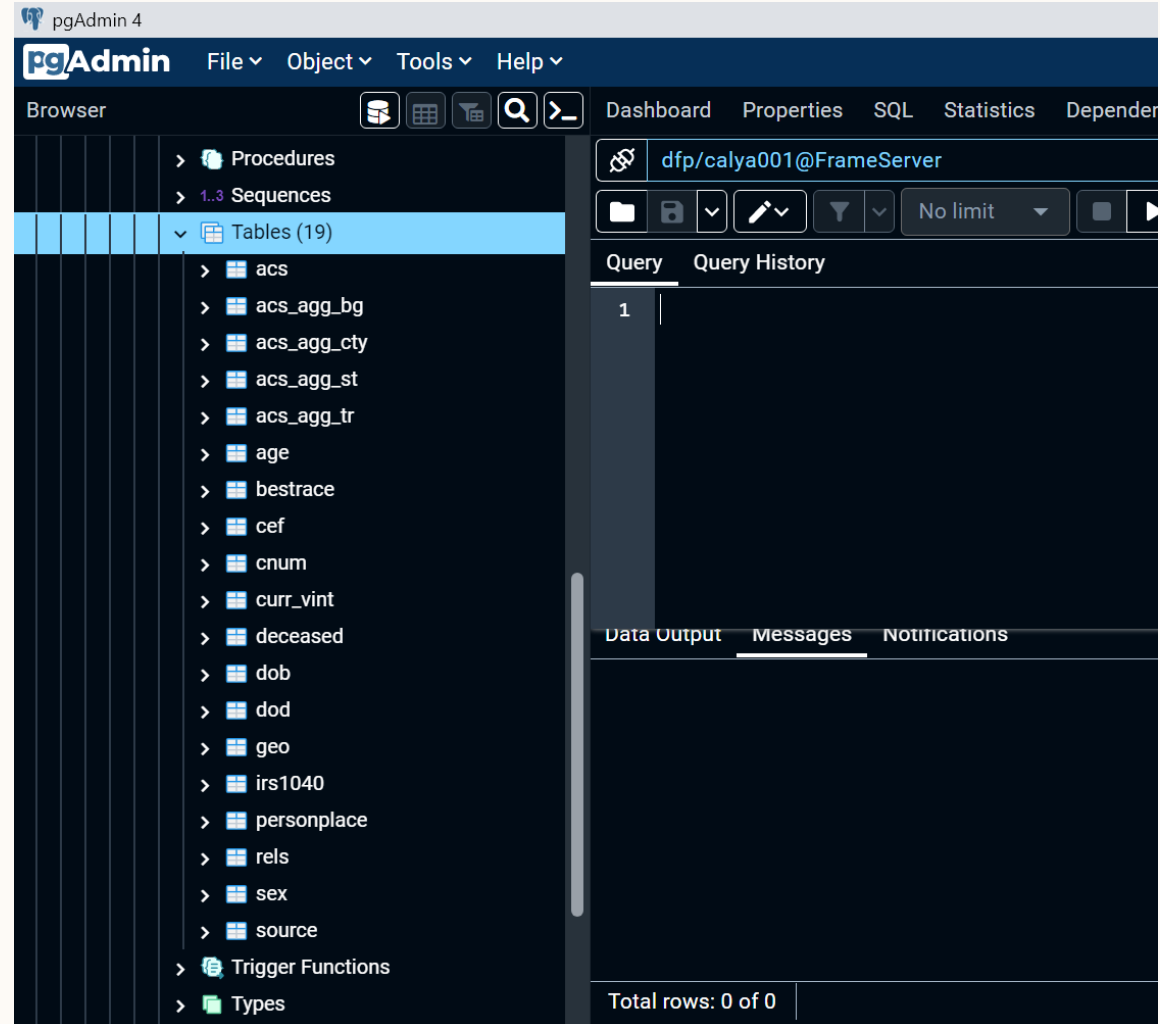 pgAdmin 4
pgAdmin File Object Tools Help
Browser
Dashboard Properties SQL Statistics Depender
Procedures
1..3 Sequences
Tables (19)
acs
acs_agg_bg
acs_agg_cty
acs_agg_st
acs_agg_tr
age
bestrace
cef
cnum
curr_vint
deceased
dob
dod
geo
irs1040
personplace
rels
sex
source
Trigger Functions
Types
dfp/calya001@FrameServer
No limit
Query Query History
1
Data Output Messages Notifications
Total rows: 0 of 0